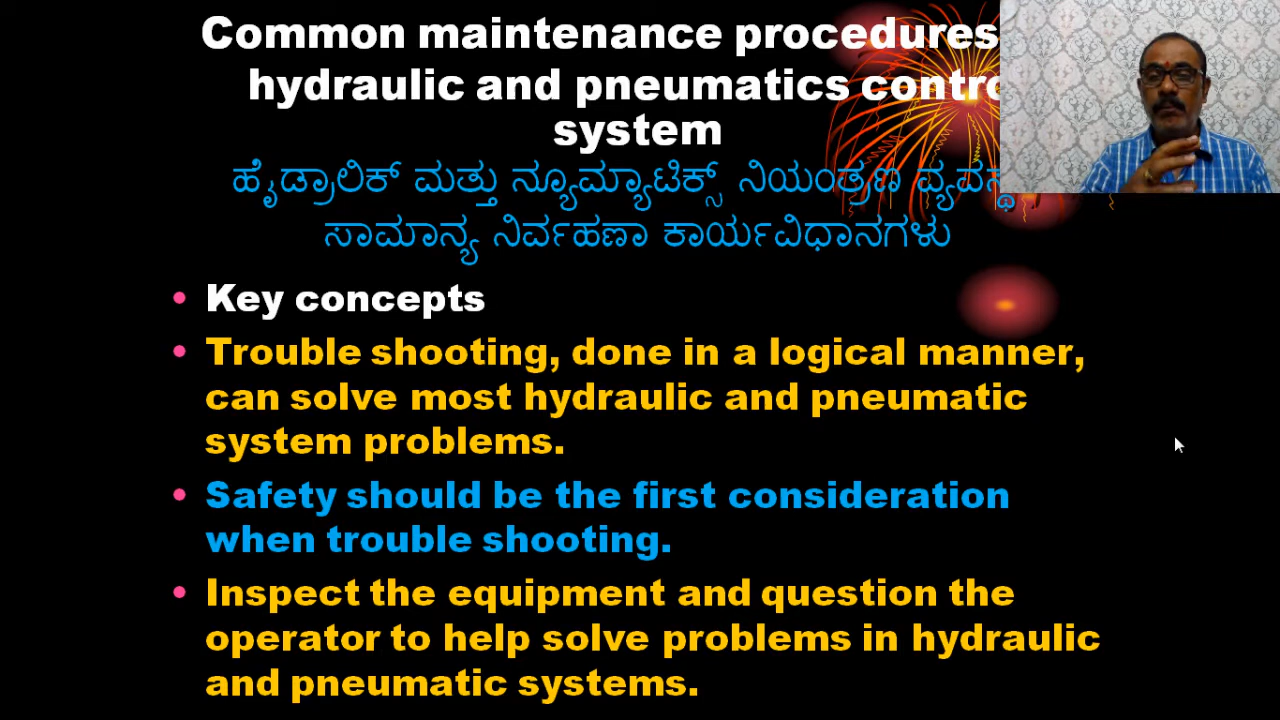 Common maintenance procedures
hydraulic and pneumatics contro
system
ಹೈಡ್ರಾಲಿಕ್ ಮತ್ತು ನ್ಯೂಮ್ಯಾಟಿಕ್ಸ್ ನಿಯಂತ್ರಣ
ಸಾಮಾನ್ಯ ನಿರ್ವಹಣಾ ಕಾರ್ಯವಿಧಾನಗಳು
• Key concepts
• Trouble shooting, done in a logical manner,
can solve most hydraulic and pneumatic
system problems.
• Safety should be the first consideration
when trouble shooting.
• Inspect the equipment and question the
operator to help solve problems in hydraulic
and pneumatic systems.